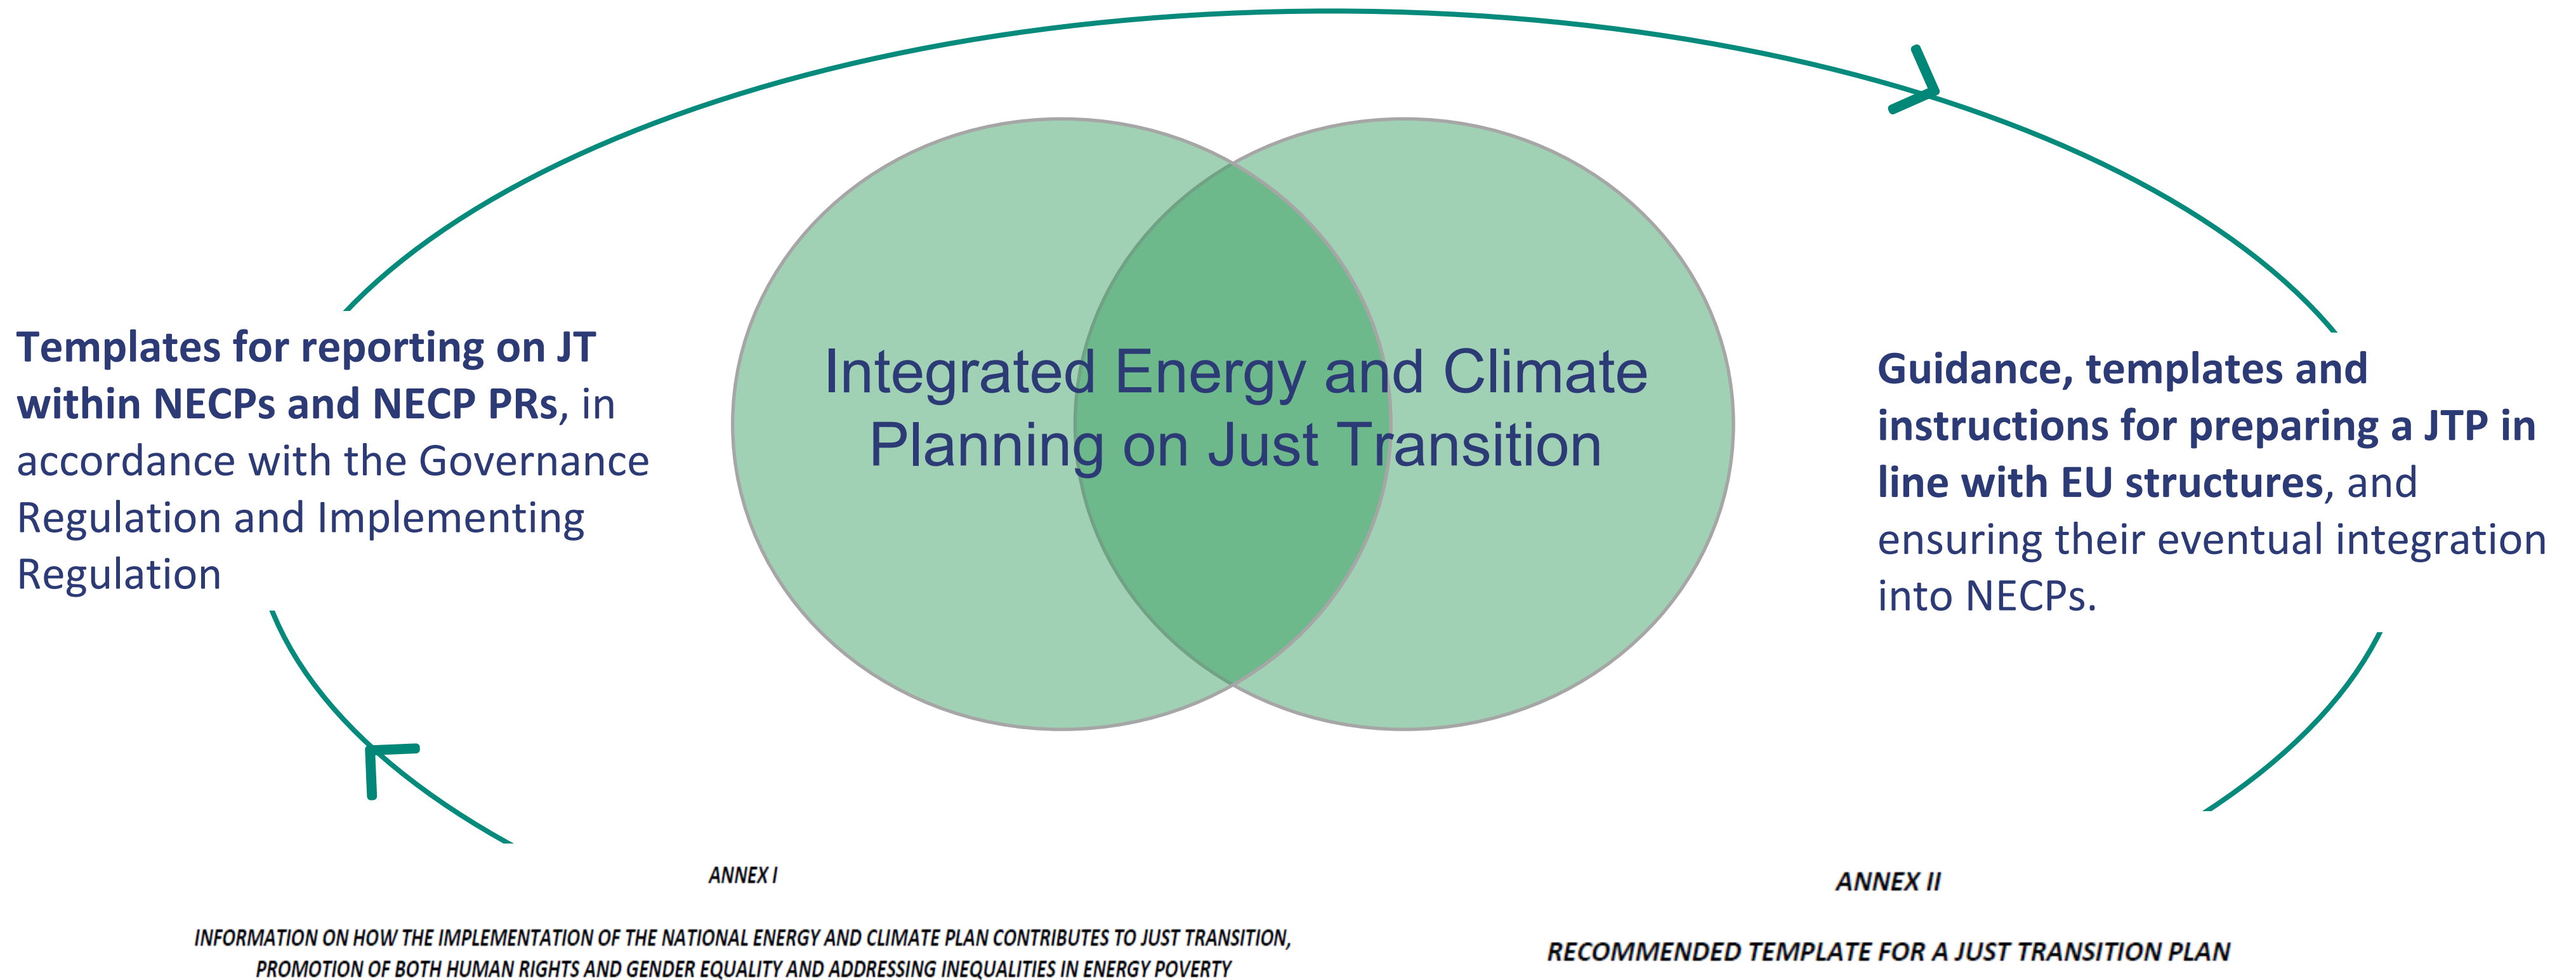 Templates for reporting on JT
within NECPs and NECP PRs, in
accordance with the Governance
Regulation and Implementing
Regulation
Integrated Energy and Climate
Planning on Just Transition
Guidance, templates and
instructions for preparing a JTP in
line with EU structures, and
ensuring their eventual integration
into NECPs.
ANNEX I
INFORMATION ON HOW THE IMPLEMENTATION OF THE NATIONAL ENERGY AND CLIMATE PLAN CONTRIBUTES TO JUST TRANSITION,
PROMOTION OF BOTH HUMAN RIGHTS AND GENDER EQUALITY AND ADDRESSING INEQUALITIES IN ENERGY POVERTY
ANNEX II
RECOMMENDED TEMPLATE FOR A JUST TRANSITION PLAN